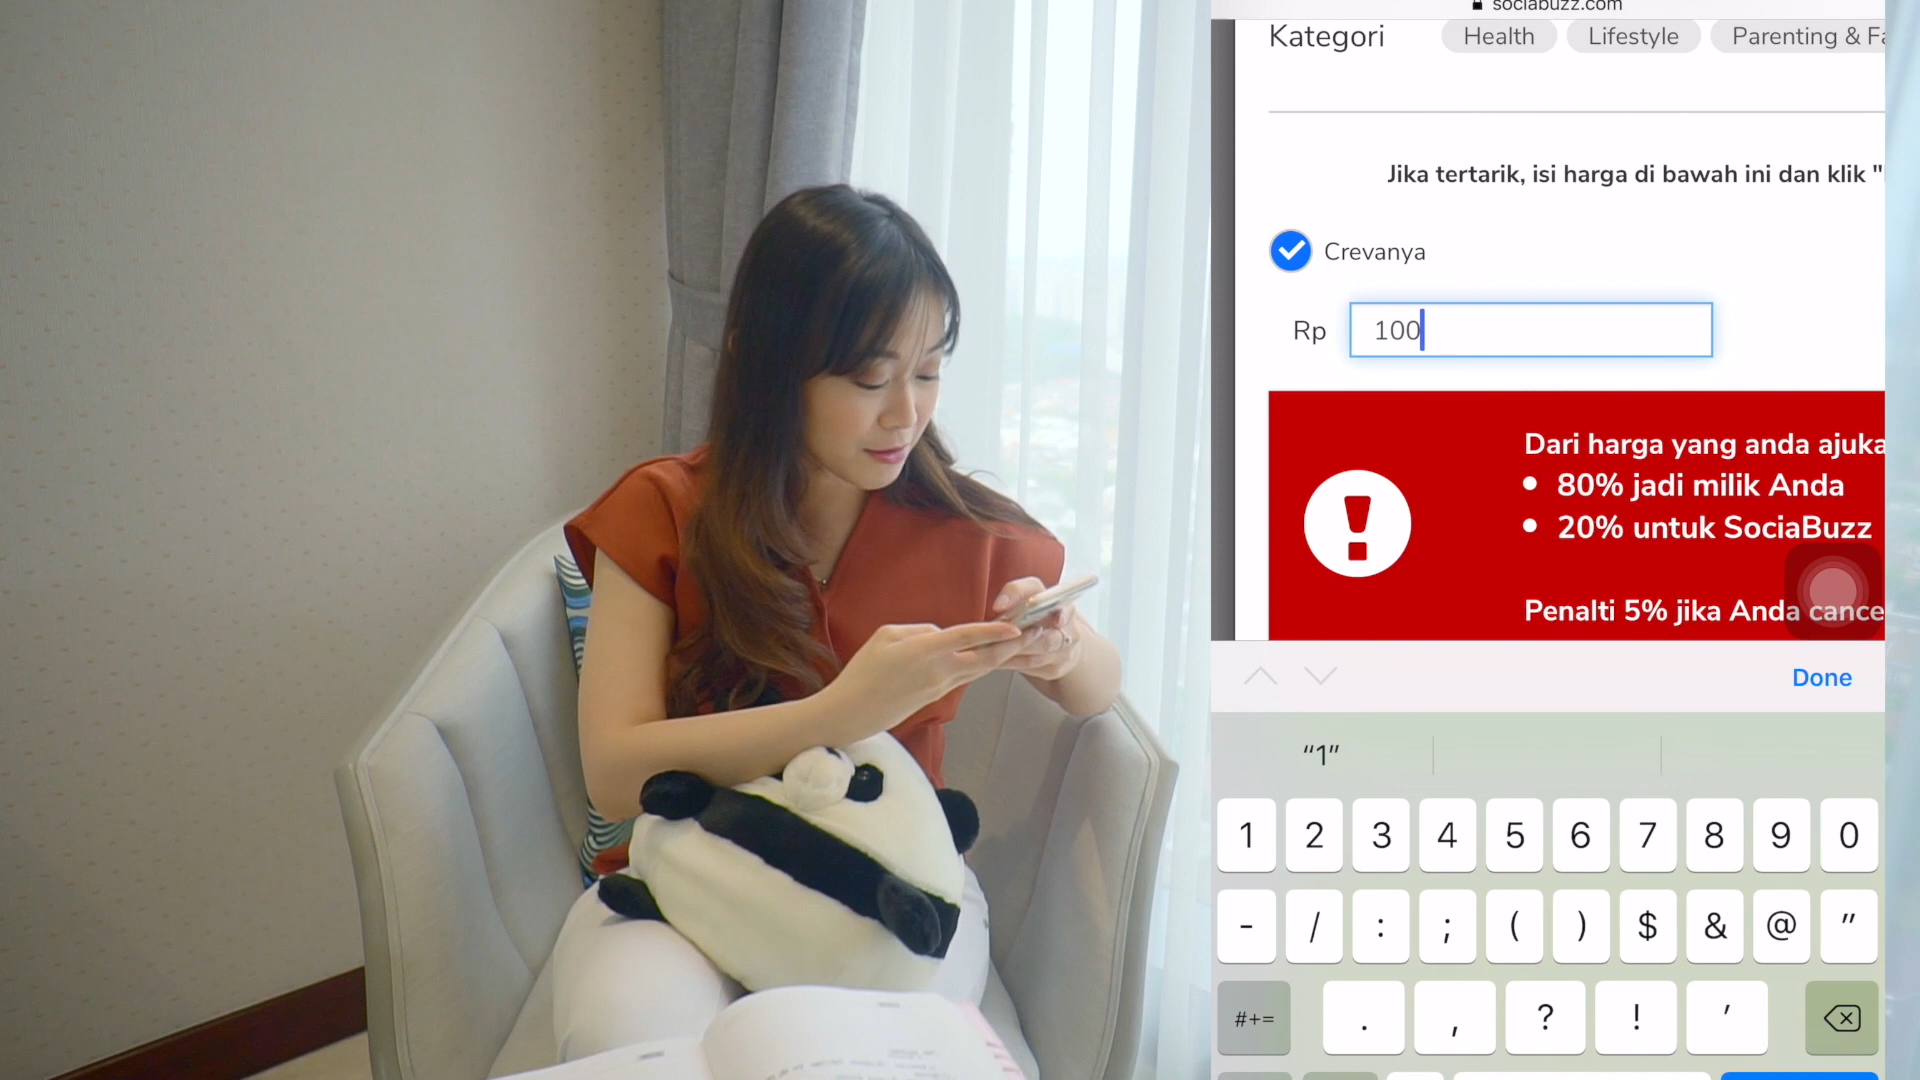 sociabuzz.com
Kategori Health Lifestyle Parenting & Fa
Jika tertarik, isi harga di bawah ini dan klik "
Crevanya
Rp 100
Dari harga yang anda ajuka
• 80% jadi milik Anda
• 20% untuk SociaBuzz
Penalti 5% jika Anda cance
Done
“1”
1 2 3 4 5 6 7 8 9 0
- / : ; ( ) $ & @ ”
#+= . , ? ! ’